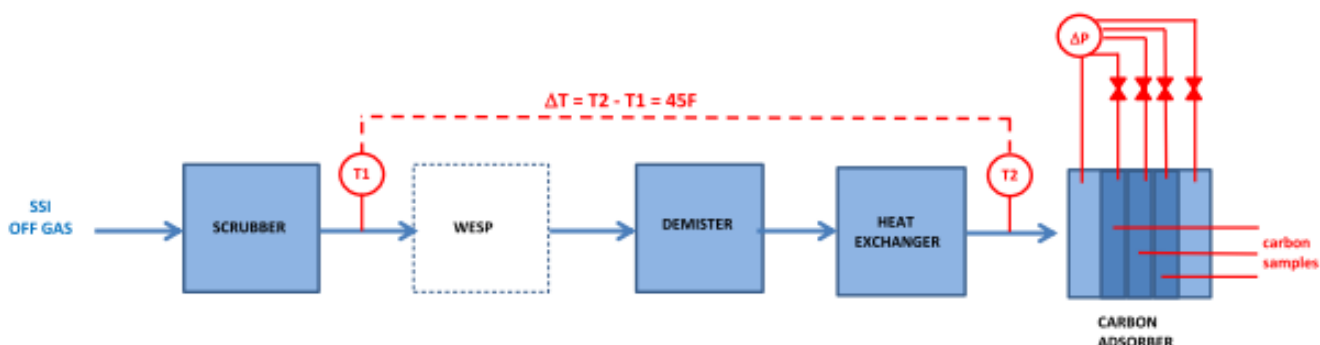 ΔP
ΔT = T2 - T1 = 45F
T1
T2
SSI
OFF GAS
SCRUBBER
WESP
DEMISTER
HEAT
EXCHANGER
carbon
samples
CARBON
ADSORBER